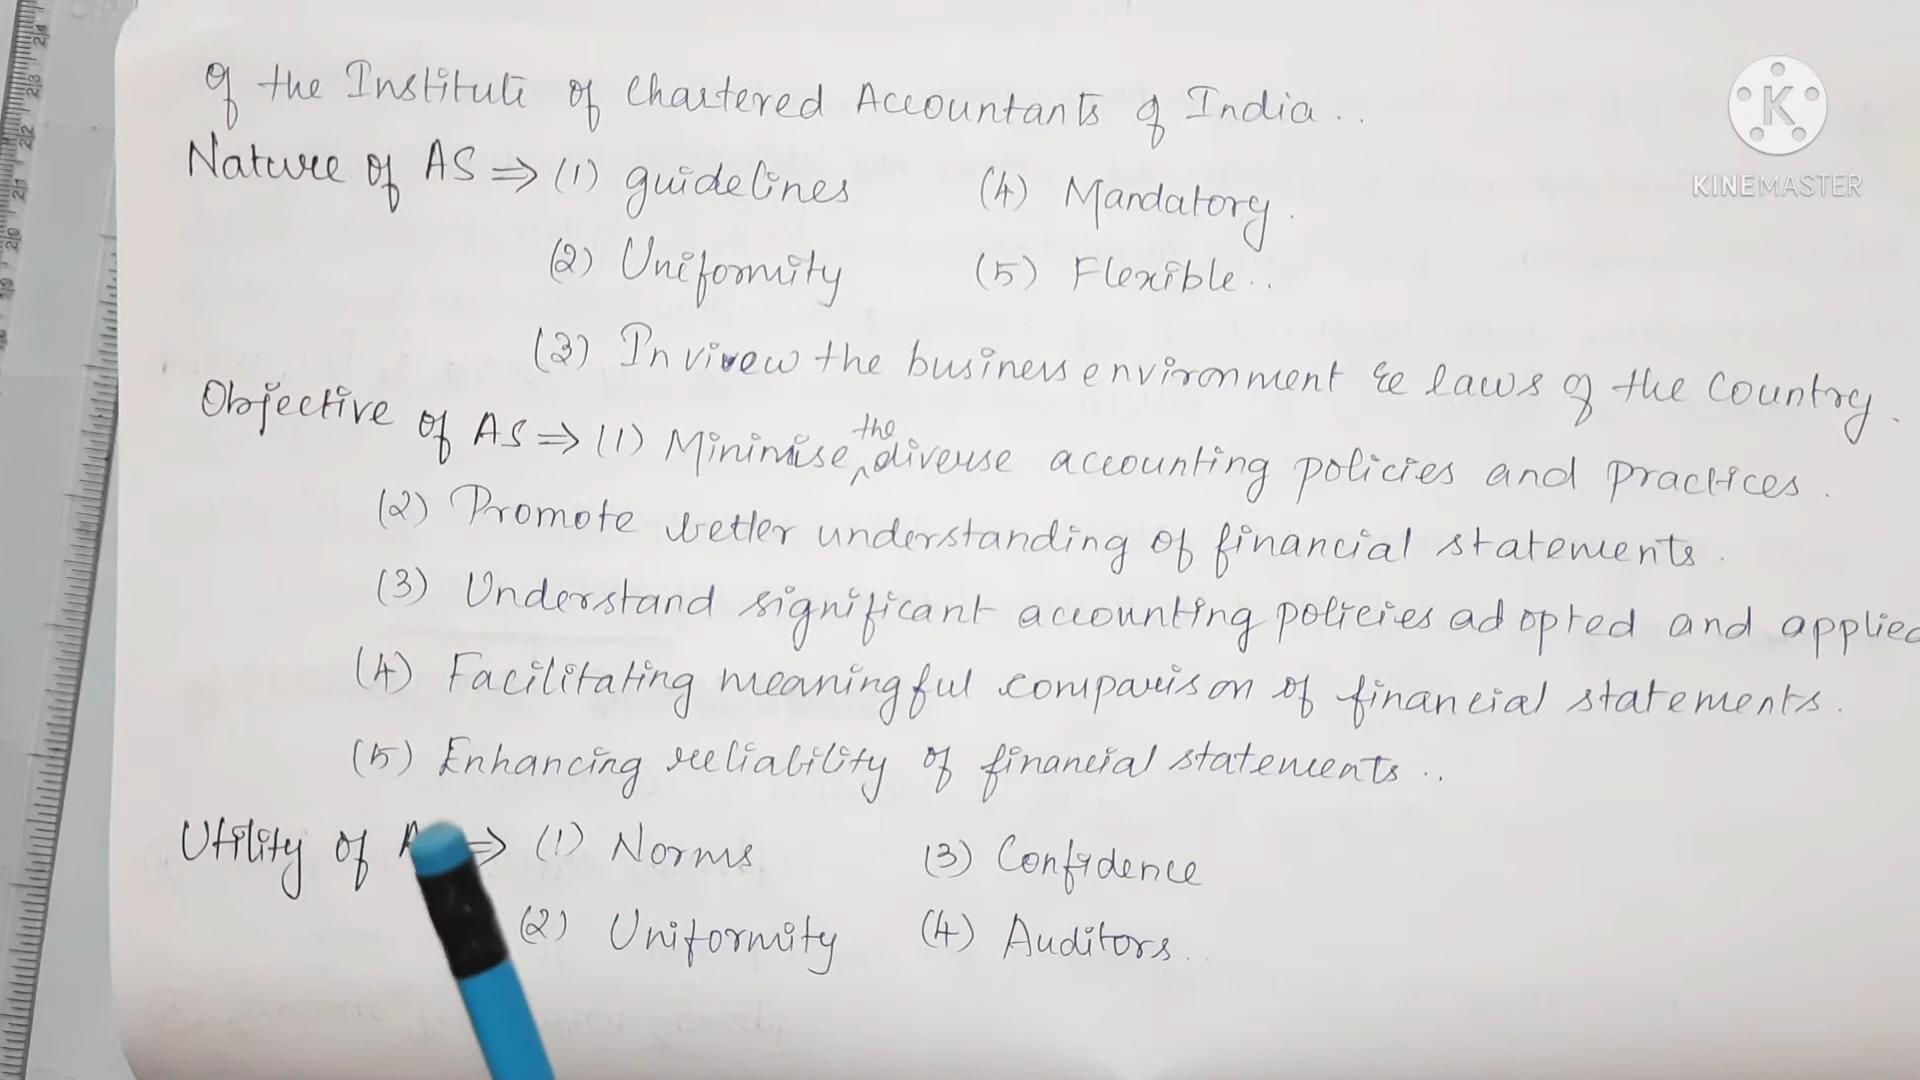 of the Institute of Chartered Accountants of India..
K
KINEMASTER
Nature of AS ⇒ (1) guidelines (4) Mandatory.
(2) Uniformity (5) Flexible..
(3) In view the business environment & laws of the country.
Objective of AS ⇒ (1) Minimise the diverse accounting policies and practices.
(2) Promote better understanding of financial statements.
(3) Understand significant accounting policies adopted and applied
(4) Facilitating meaningful comparison of financial statements.
(5) Enhancing reliability of financial statements..
Utility of ⇒ (1) Norms (3) Confidence
(2) Uniformity (4) Auditors..